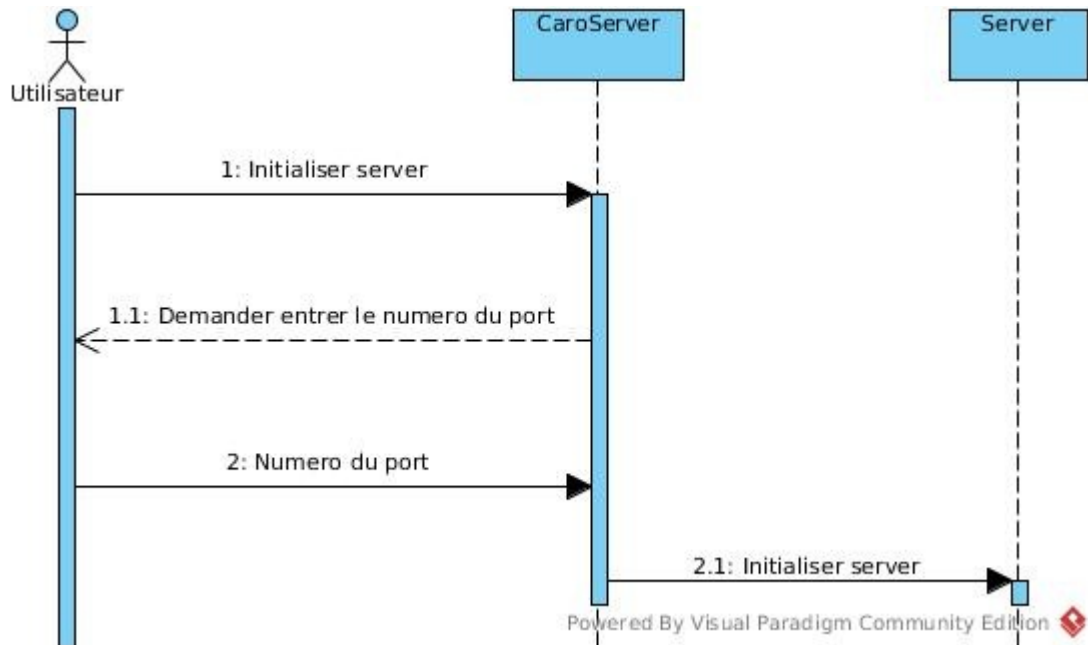 CaroServer
Server
Utilisateur
1: Initialiser server
1.1: Demander entrer le numero du port
2: Numero du port
2.1: Initialiser server
Powered By Visual Paradigm Community Edition